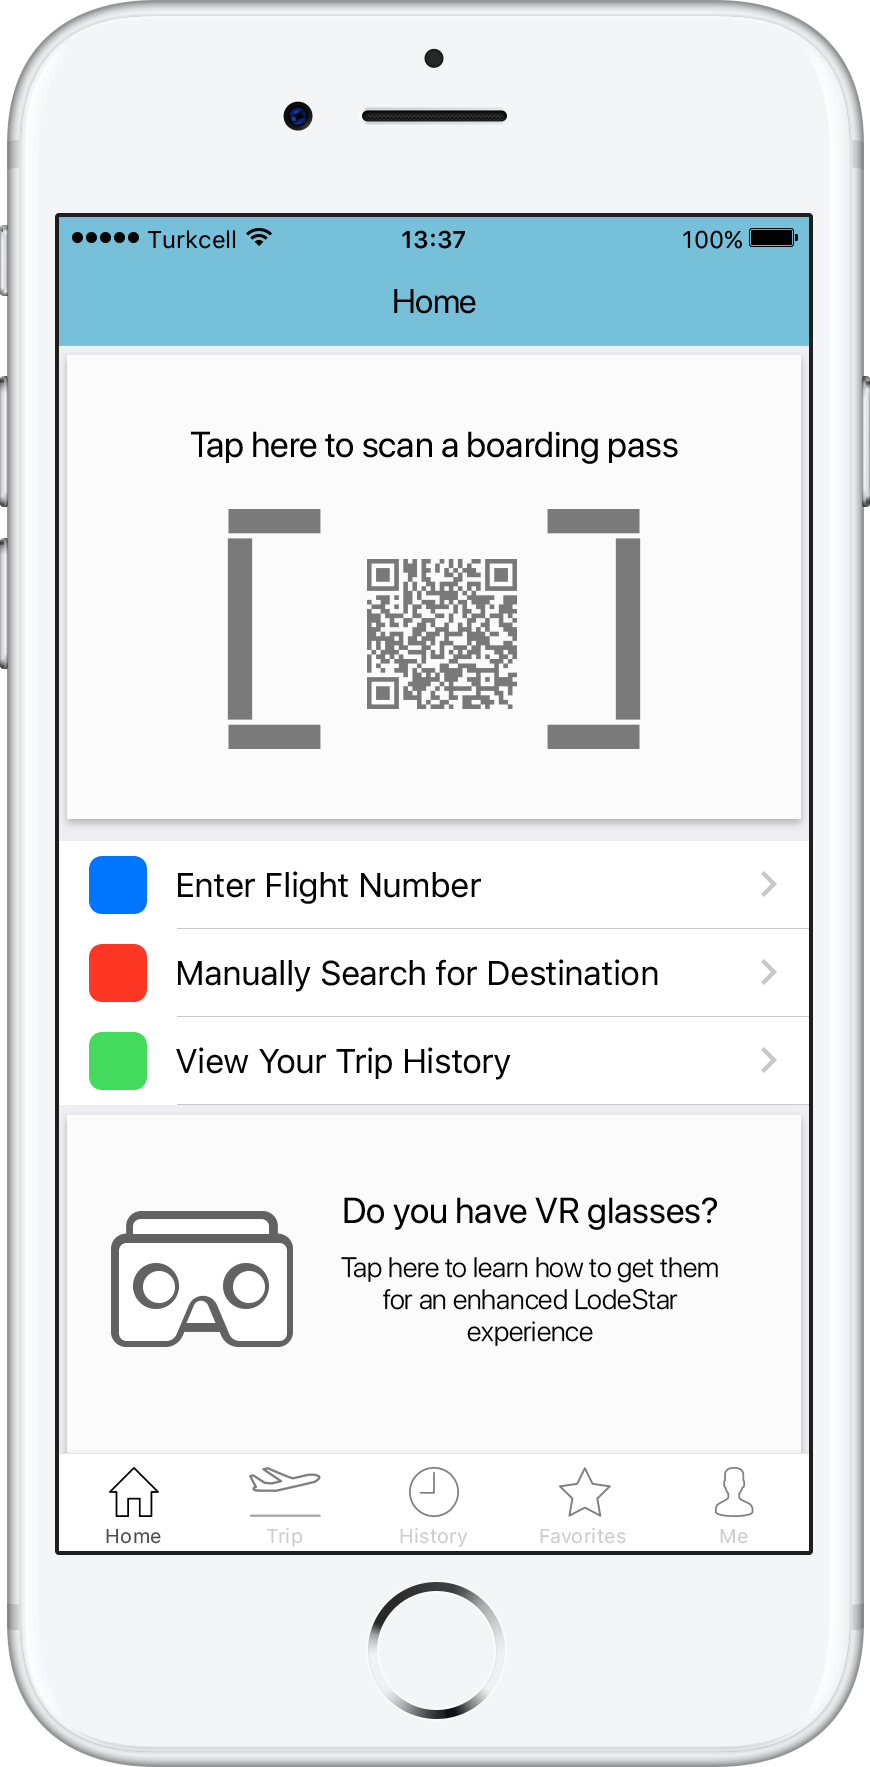 Turkcell 13:37 100%
Home
Tap here to scan a boarding pass
Enter Flight Number
Manually Search for Destination
View Your Trip History
Do you have VR glasses?
Tap here to learn how to get them
for an enhanced LodeStar
experience
Home Trip History Favorites Me